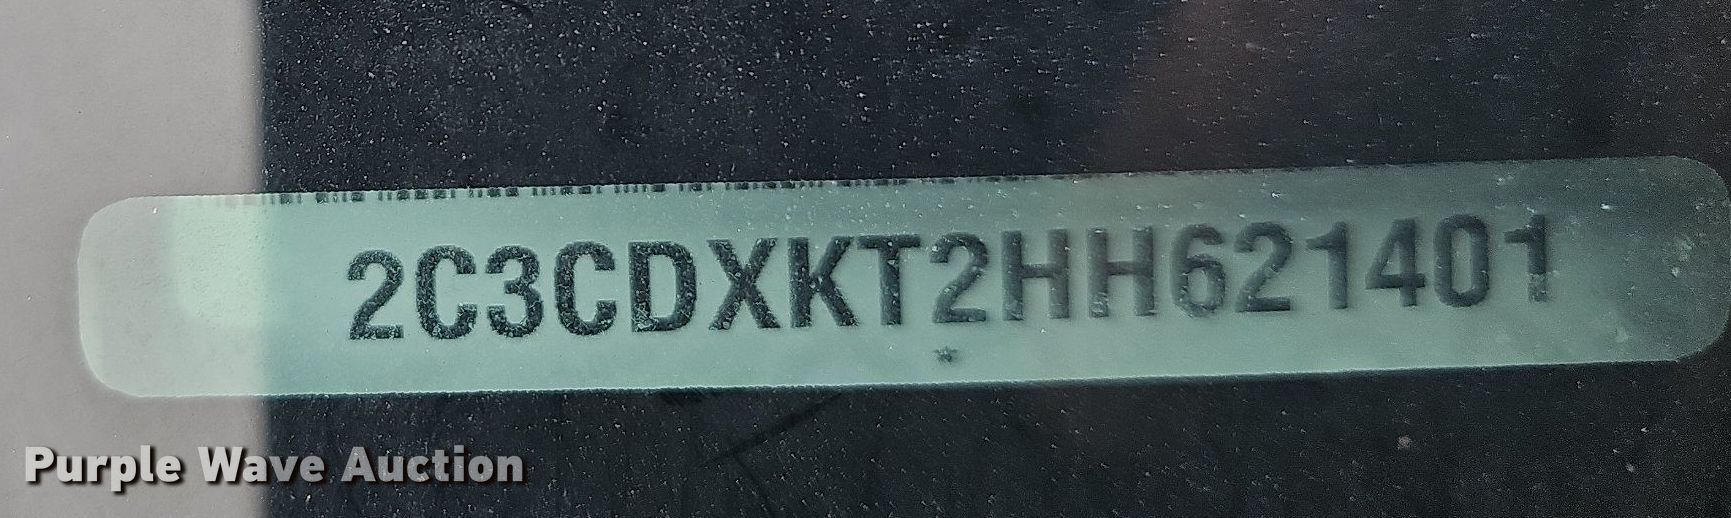 2C3CDXKT2HH621401
*
Purple Wave Auction